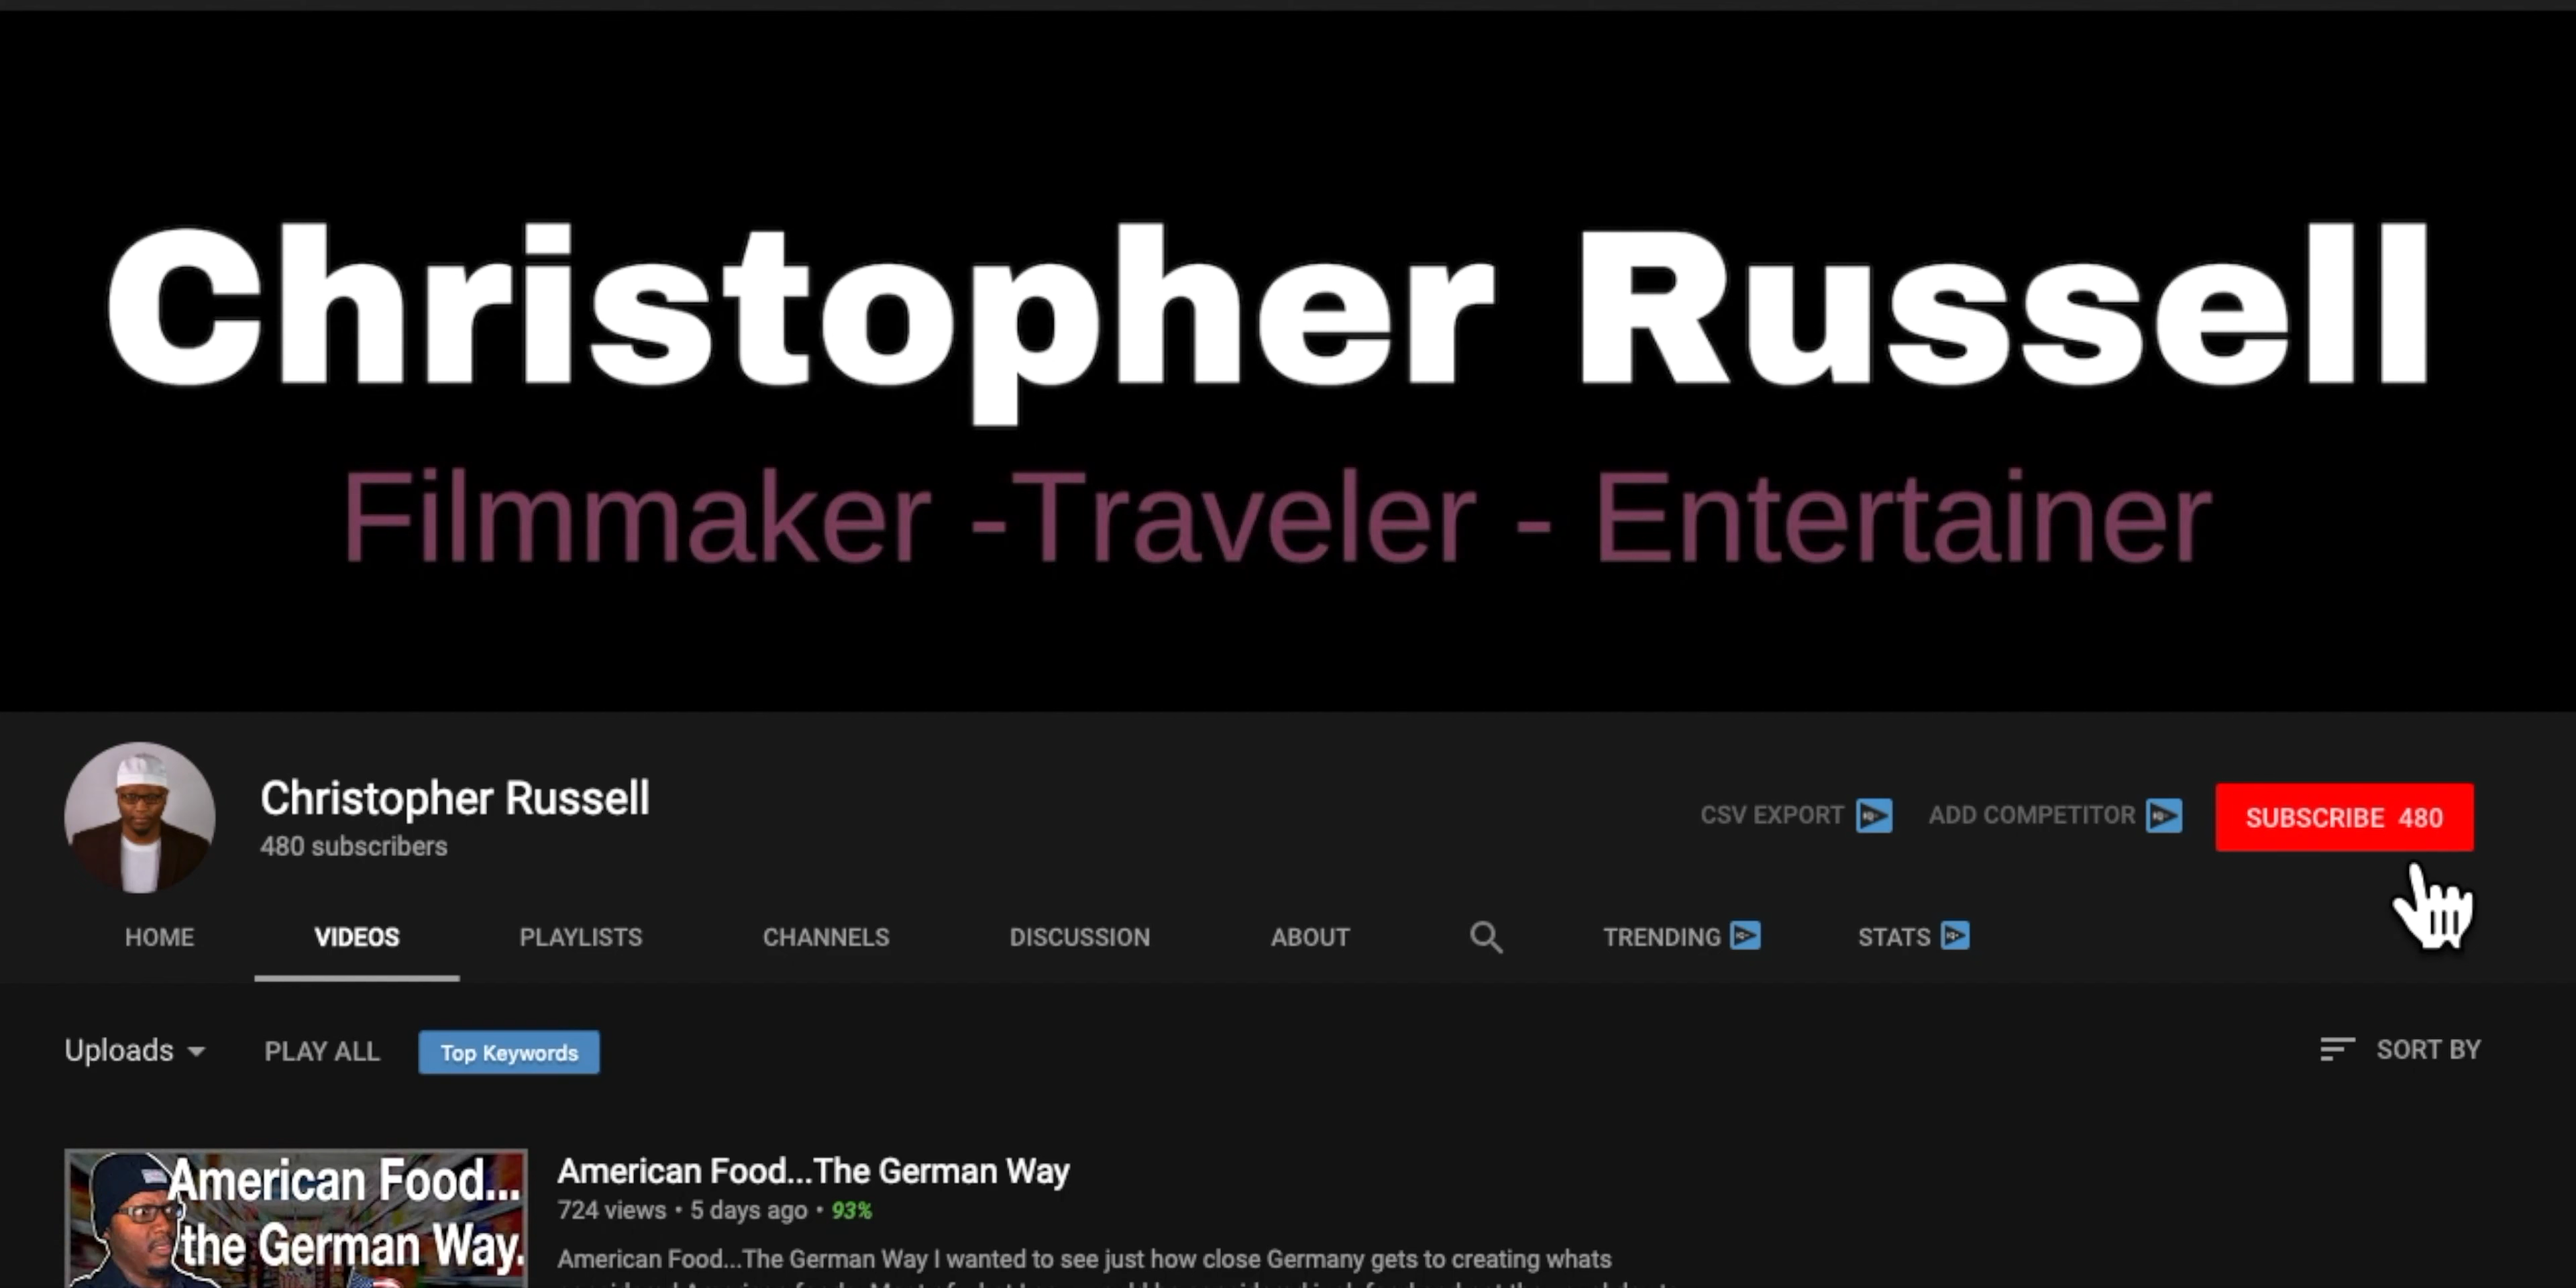 Christopher Russell
Filmmaker -Traveler - Entertainer
Christopher Russell
480 subscribers
CSV EXPORT
ADD COMPETITOR
SUBSCRIBE 480
HOME
VIDEOS
PLAYLISTS
CHANNELS
DISCUSSION
ABOUT
TRENDING
STATS
Uploads
PLAY ALL
Top Keywords
SORT BY
American Food...
the German Way.
American Food...The German Way
724 views • 5 days ago • 93%
American Food...The German Way I wanted to see just how close Germany gets to creating whats